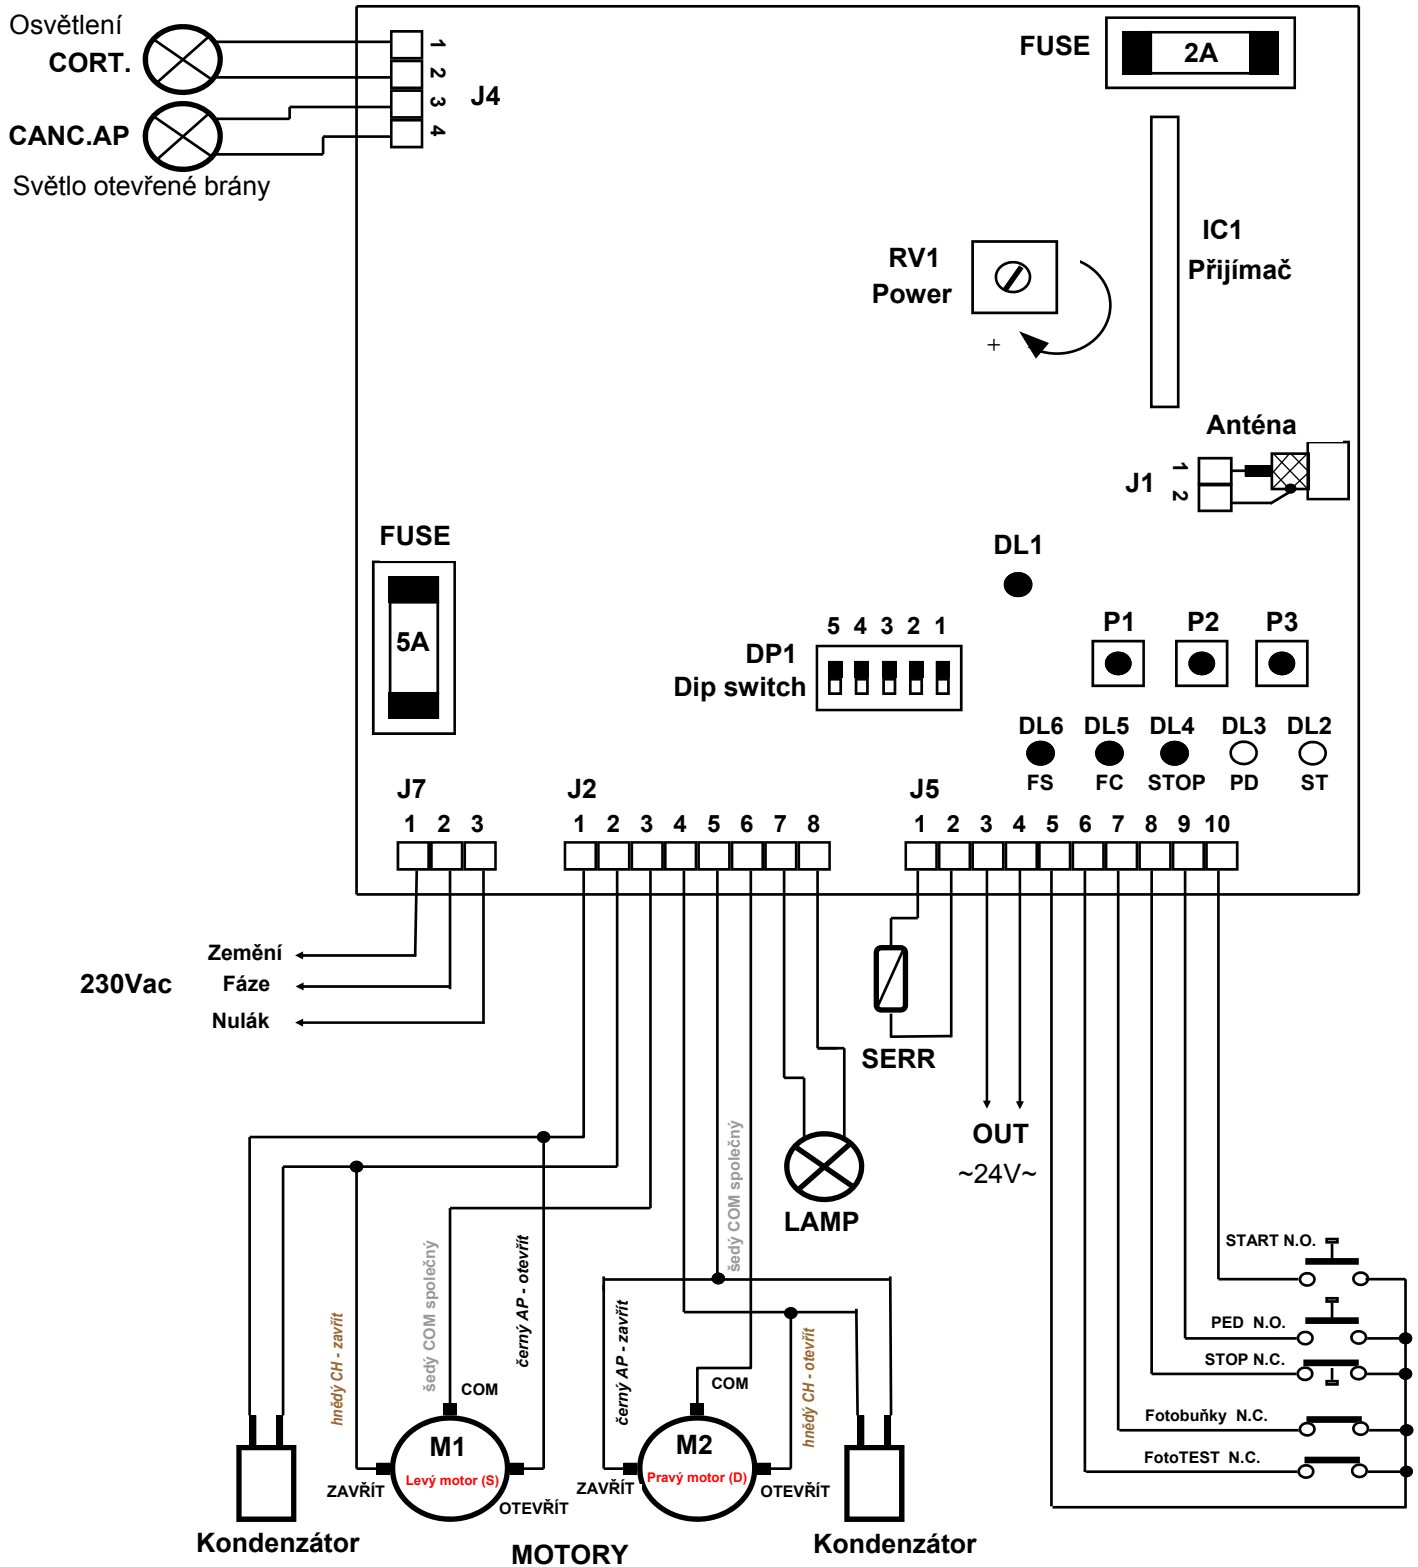 Osvětlení
CORT.
CANC.AP
Světlo otevřené brány
1
2
3
4
J4
FUSE
2A
RV1
Power
+
IC1
Přijímač
Anténa
J1
1
2
FUSE
5A
DL1
5 4 3 2 1
DP1
Dip switch
P1 P2 P3
DL6 DL5 DL4 DL3 DL2
FS FC STOP PD ST
J7 J2 J5
1 2 3
1 2 3 4 5 6 7 8
1 2 3 4 5 6 7 8 9 10
230Vac
Zemění
Fáze
Nulák
SERR
OUT
~24V~
LAMP
hnědý CH - zavřít
šedý COM společný
černý AP - otevřít
černý AP - zavřít
šedý COM společný
hnědý CH - otevřít
START N.O.
PED N.O.
STOP N.C.
Fotobuňky N.C.
FotoTEST N.C.
COM
M1
Levý motor (S)
ZAVŘÍT
OTEVŘÍT
COM
M2
Pravý motor (D)
ZAVŘÍT
OTEVŘÍT
Kondenzátor
MOTORY
Kondenzátor